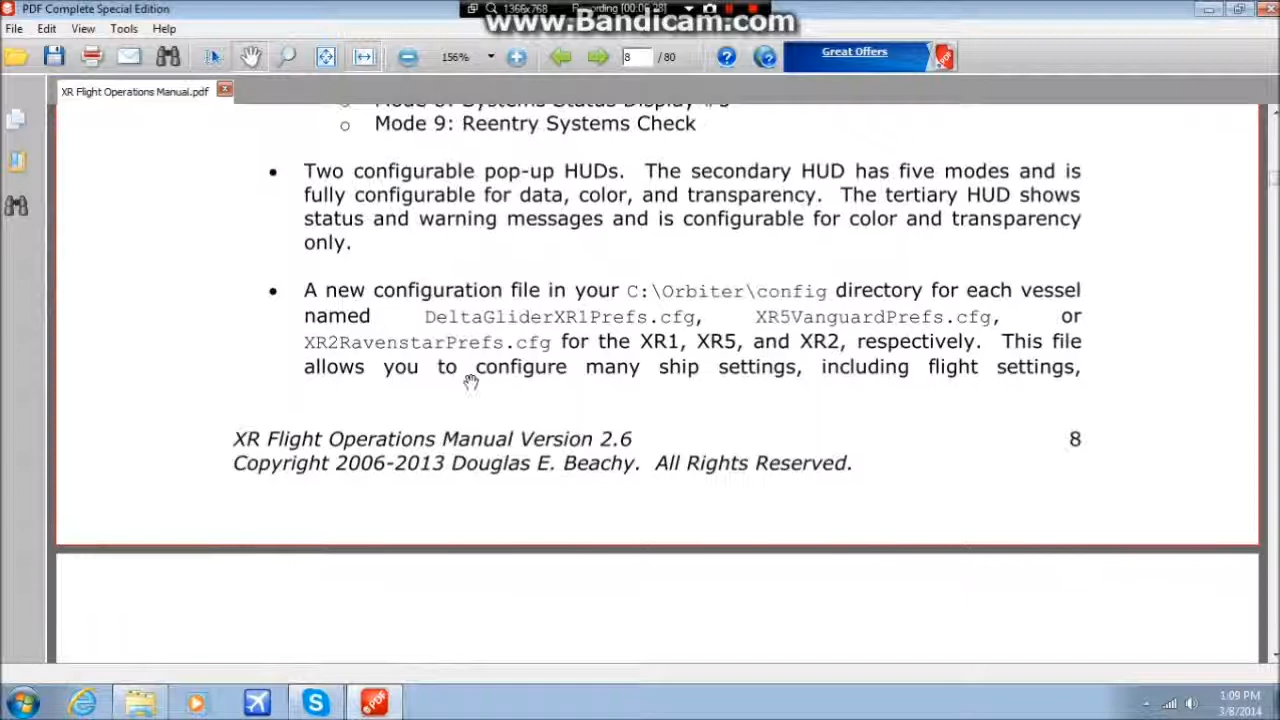 PDF Complete Special Edition
1366x768
Recording [00:06:28]
www.Bandicam.com
File Edit View Tools Help
156%
8 / 80
Great Offers
XR Flight Operations Manual.pdf
Mode 9: Reentry Systems Check
• Two configurable pop-up HUDs. The secondary HUD has five modes and is
fully configurable for data, color, and transparency. The tertiary HUD shows
status and warning messages and is configurable for color and transparency
only.
• A new configuration file in your C:\Orbiter\config directory for each vessel
named DeltaGliderXR1Prefs.cfg, XR5VanguardPrefs.cfg, or
XR2RavenstarPrefs.cfg for the XR1, XR5, and XR2, respectively. This file
allows you to configure many ship settings, including flight settings,
XR Flight Operations Manual Version 2.6 8
Copyright 2006-2013 Douglas E. Beachy. All Rights Reserved.
1:09 PM
3/8/2014